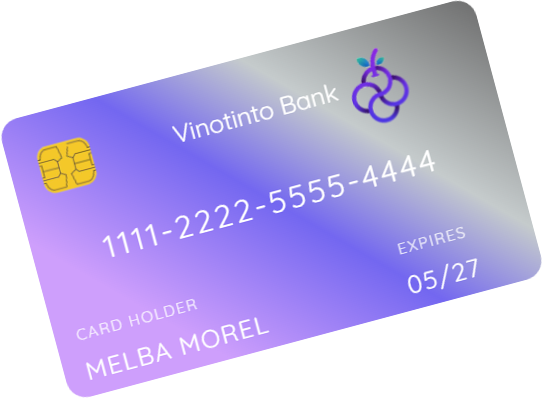 Vinotinto Bank
1111-2222-5555-4444
EXPIRES
05/27
CARD HOLDER
MELBA MOREL